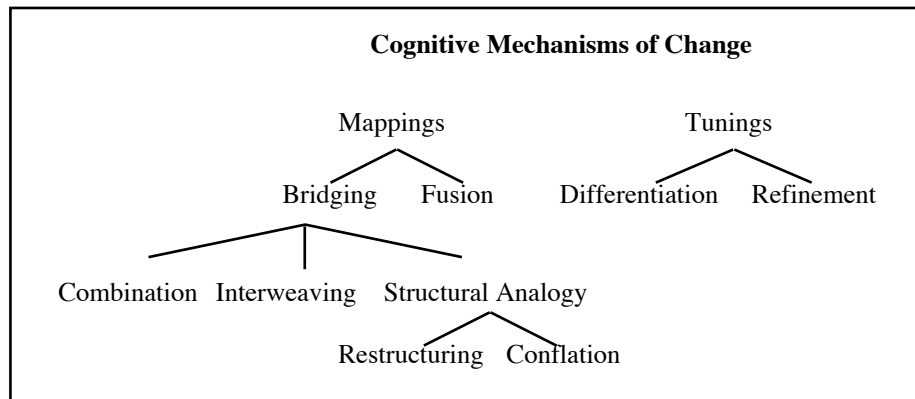 Cognitive Mechanisms of Change
Mappings Tunings
Bridging Fusion Differentiation Refinement
Combination Interweaving Structural Analogy
Restructuring Conflation